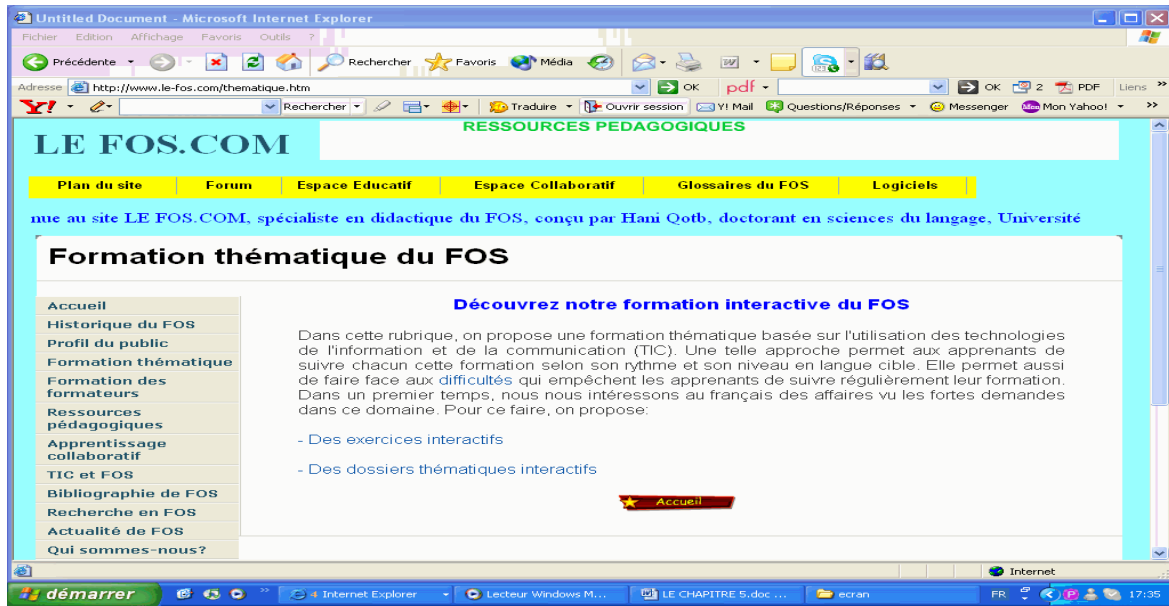 Untitled Document - Microsoft Internet Explorer
Fichier Edition Affichage Favoris Outils ?
Précédente Rechercher Favoris Média
Adresse http://www.le-fos.com/thematique.htm OK pdf OK 2 PDF Liens »
Y! Rechercher Traduire Ouvrir session Y! Mail Questions/Réponses Messenger Mon Yahoo! »
RESSOURCES PEDAGOGIQUES
LE FOS.COM
Plan du site Forum Espace Educatif Espace Collaboratif Glossaires du FOS Logiciels
nue au site LE FOS.COM, spécialiste en didactique du FOS, conçu par Hani Qotb, doctorant en sciences du langage, Université
Formation thématique du FOS
Accueil
Historique du FOS
Profil du public
Formation thématique
Formation des
formateurs
Ressources
pédagogiques
Apprentissage
collaboratif
TIC et FOS
Bibliographie de FOS
Recherche en FOS
Actualité de FOS
Qui sommes-nous?
Découvrez notre formation interactive du FOS
Dans cette rubrique, on propose une formation thématique basée sur l'utilisation des technologies
de l'information et de la communication (TIC). Une telle approche permet aux apprenants de
suivre chacun cette formation selon son rythme et son niveau en langue cible. Elle permet aussi
de faire face aux difficultés qui empêchent les apprenants de suivre régulièrement leur formation.
Dans un premier temps, nous nous intéressons au français des affaires vu les fortes demandes
dans ce domaine. Pour ce faire, on propose:
- Des exercices interactifs
- Des dossiers thématiques interactifs
Accueil
Internet
démarrer » 4 Internet Explorer Lecteur Windows M... LE CHAPITRE 5.doc ... ecran FR 17:35